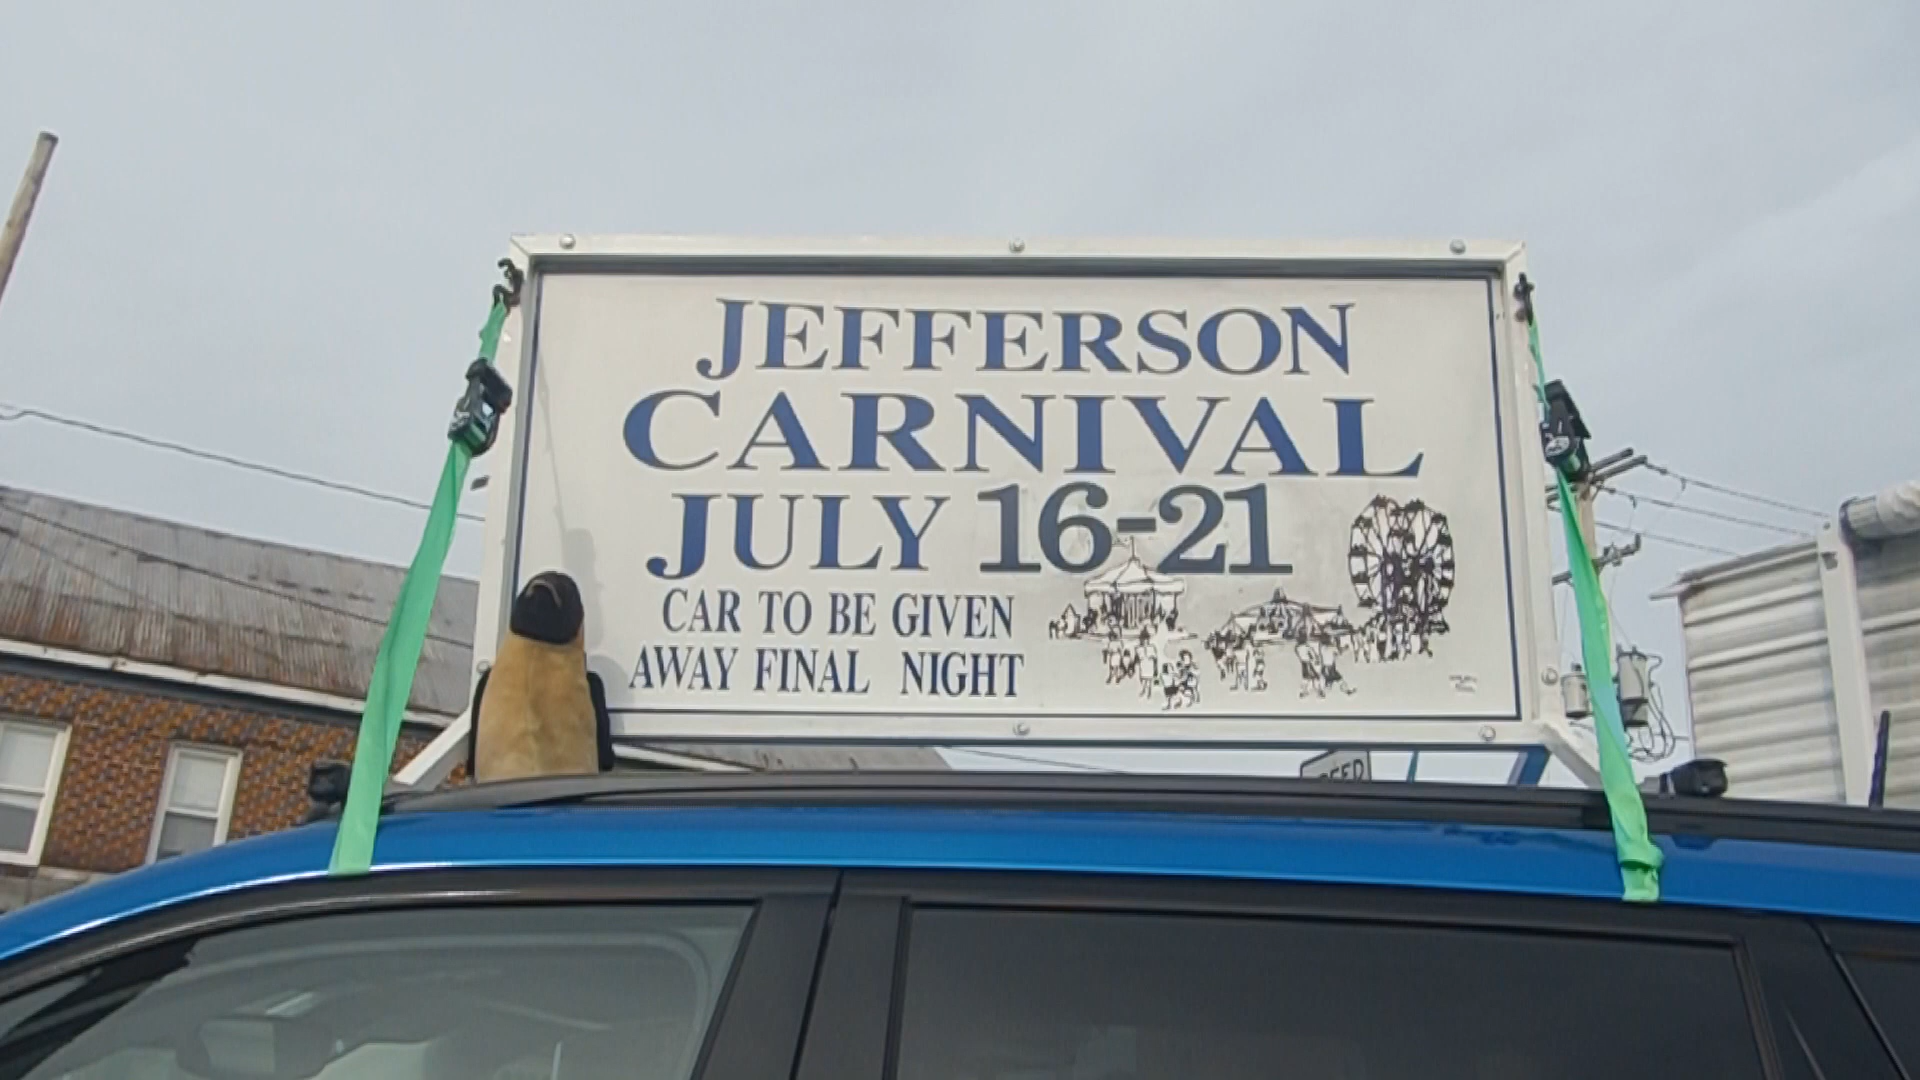 JEFFERSON
CARNIVAL
JULY 16-21
CAR TO BE GIVEN
AWAY FINAL NIGHT